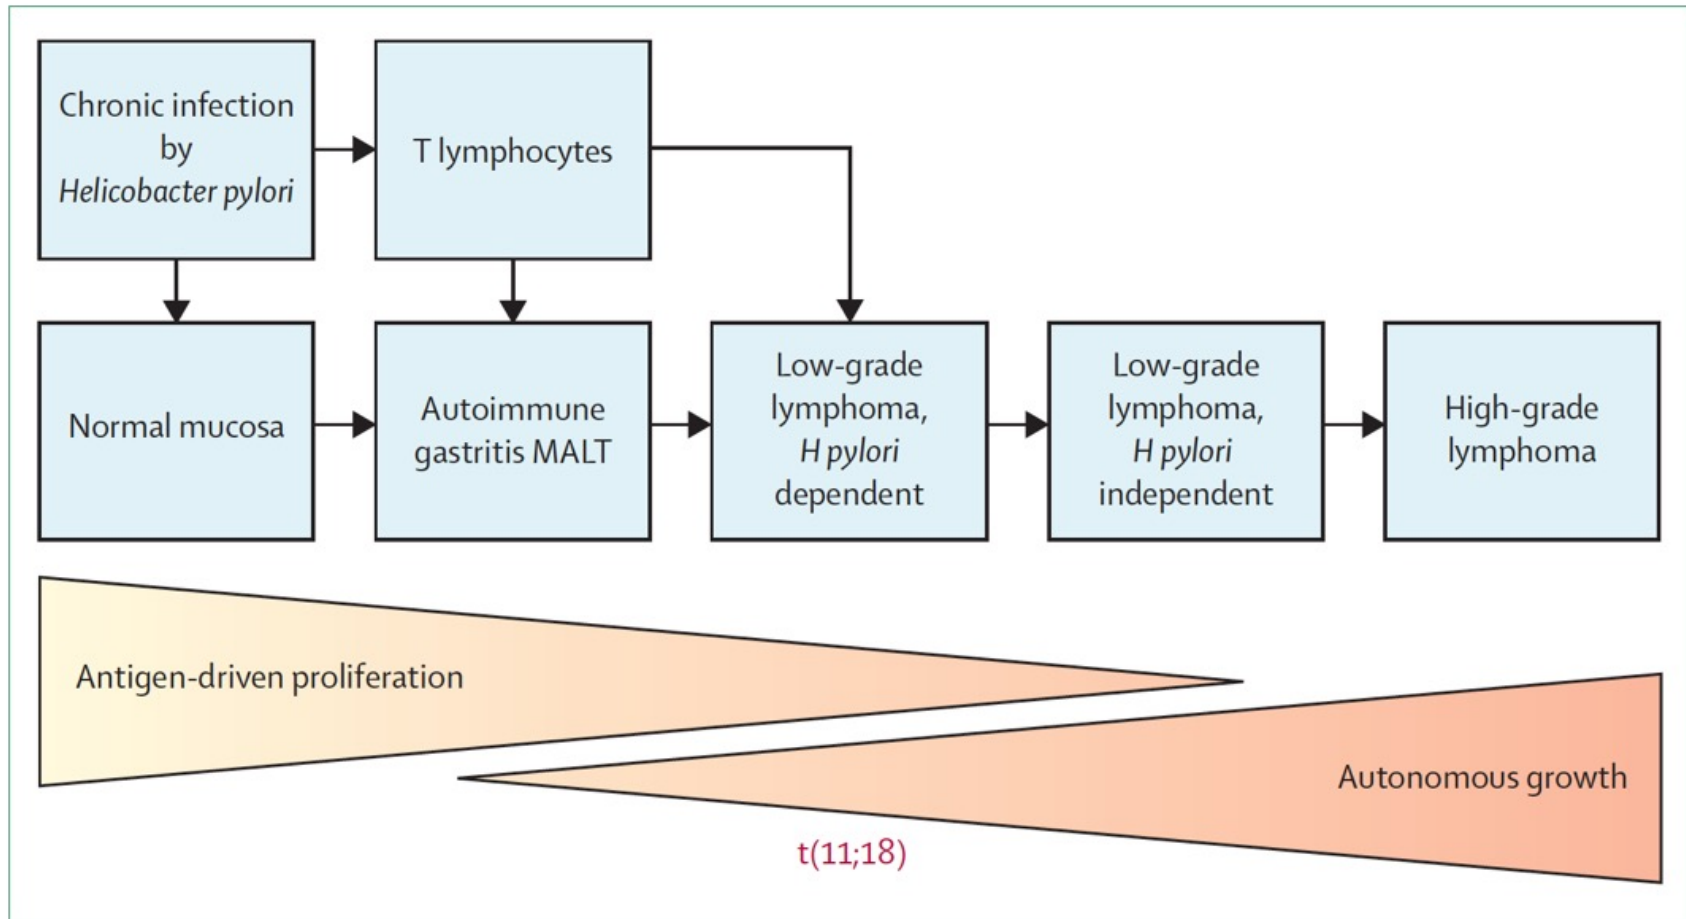 Chronic infection
by
Helicobacter pylori
T lymphocytes
Normal mucosa
Autoimmune
gastritis MALT
Low-grade
lymphoma,
H pylori
dependent
Low-grade
lymphoma,
H pylori
independent
High-grade
lymphoma
Antigen-driven proliferation
Autonomous growth
t(11;18)